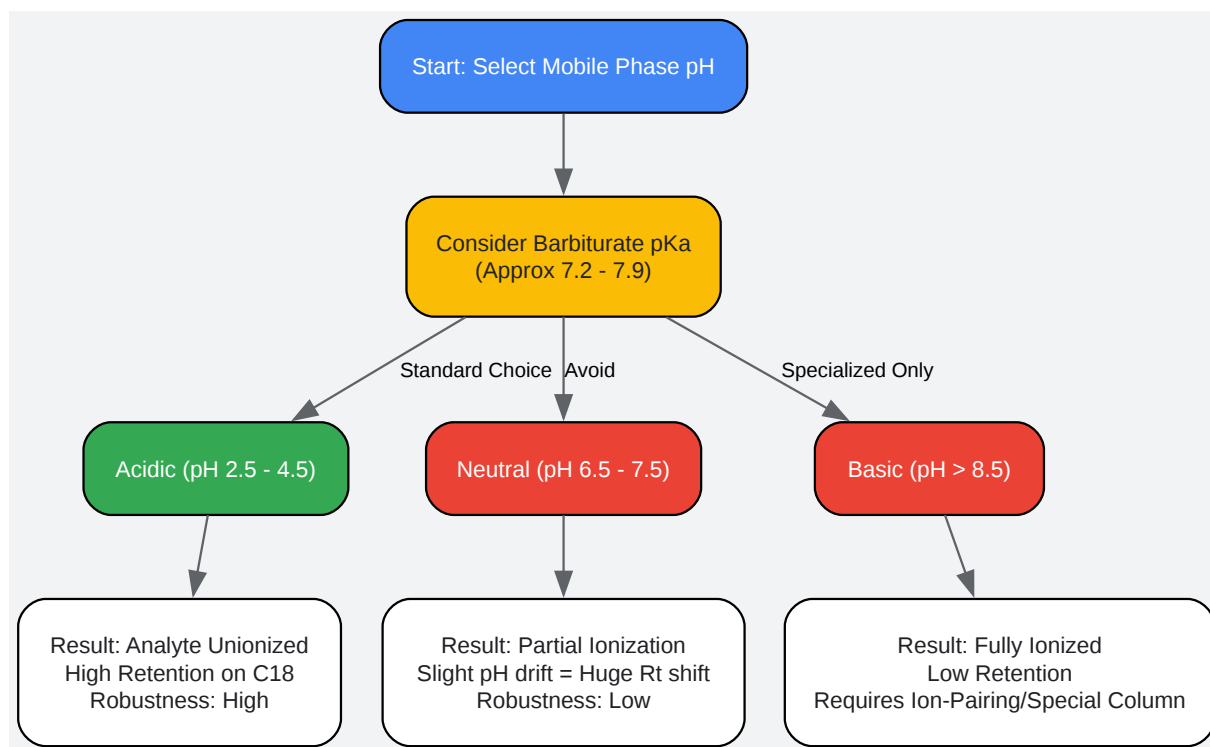 Start: Select Mobile Phase pH
Consider Barbiturate pKa
(Approx 7.2 - 7.9)
Standard Choice
Avoid
Specialized Only
Acidic (pH 2.5 - 4.5)
Neutral (pH 6.5 - 7.5)
Basic (pH > 8.5)
Result: Analyte Unionized
High Retention on C18
Robustness: High
Result: Partial Ionization
Slight pH drift = Huge Rt shift
Robustness: Low
Result: Fully Ionized
Low Retention
Requires Ion-Pairing/Special Column